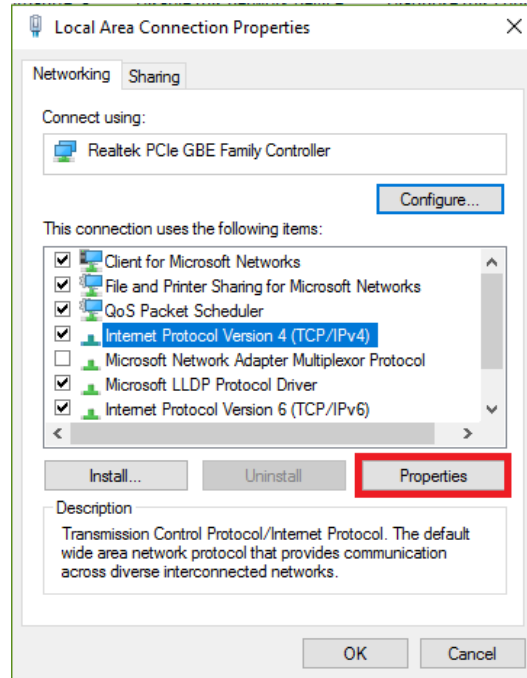 Local Area Connection Properties
Networking
Sharing
Connect using:
Realtek PCIe GBE Family Controller
Configure...
This connection uses the following items:
Client for Microsoft Networks
File and Printer Sharing for Microsoft Networks
QoS Packet Scheduler
Internet Protocol Version 4 (TCP/IPv4)
Microsoft Network Adapter Multiplexor Protocol
Microsoft LLDP Protocol Driver
Internet Protocol Version 6 (TCP/IPv6)
Install...
Uninstall
Properties
Description
Transmission Control Protocol/Internet Protocol. The default
wide area network protocol that provides communication
across diverse interconnected networks.
OK
Cancel